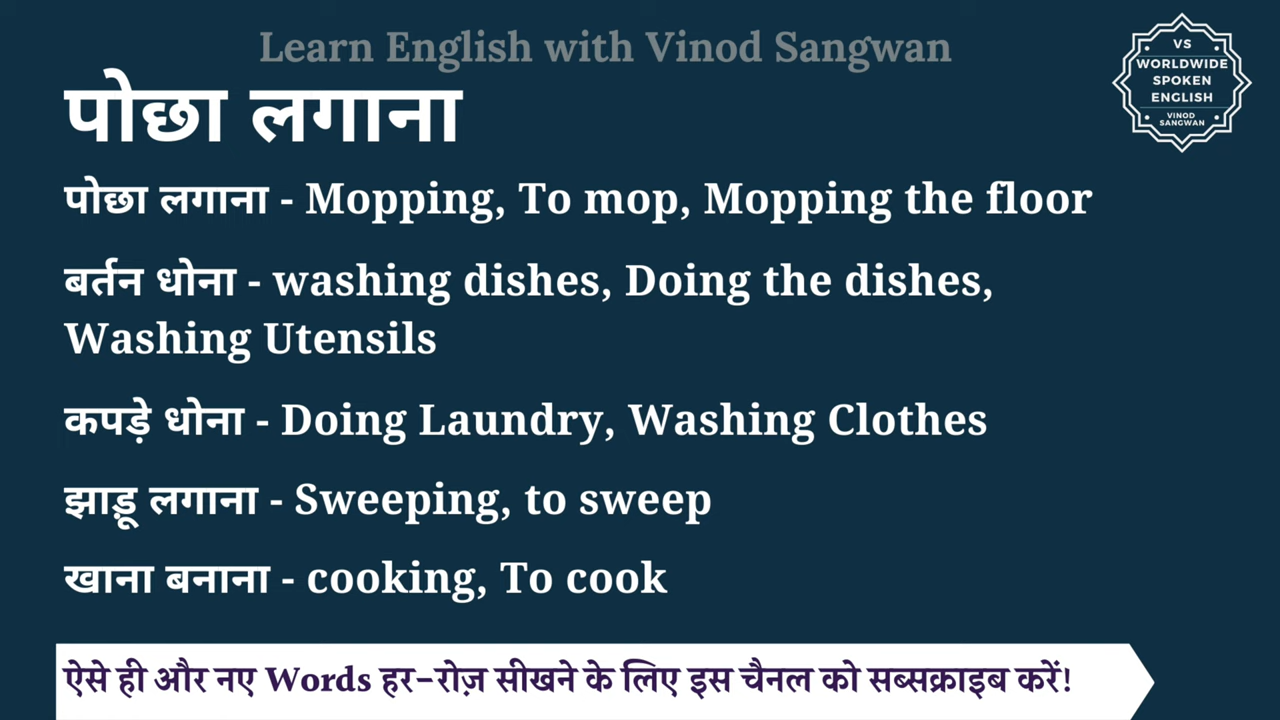 Learn English with Vinod Sangwan
VS
WORLDWIDE
SPOKEN
ENGLISH
VINOD
SANGWAN
पोछा लगाना
पोछा लगाना - Mopping, To mop, Mopping the floor
बर्तन धोना - washing dishes, Doing the dishes,
Washing Utensils
कपड़े धोना - Doing Laundry, Washing Clothes
झाड़ू लगाना - Sweeping, to sweep
खाना बनाना - cooking, To cook
ऐसे ही और नए Words हर-रोज़ सीखने के लिए इस चैनल को सब्सक्राइब करें!